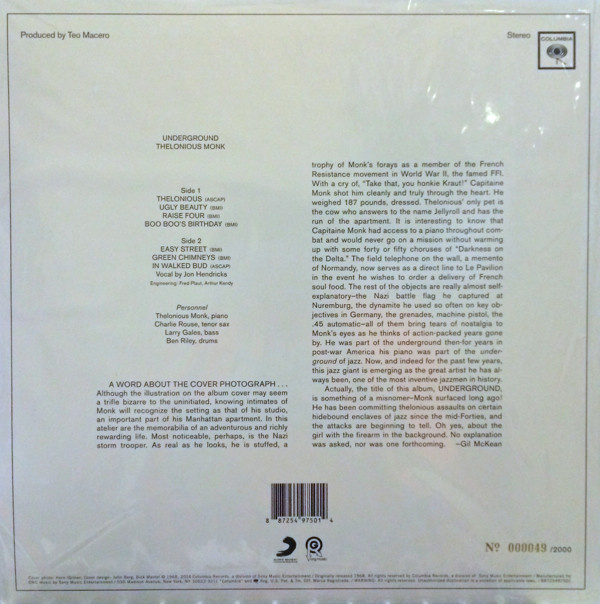 Produced by Teo Macero
Stereo
COLUMBIA
UNDERGROUND
THELONIOUS MONK
Side 1
THELONIOUS (ASCAP)
UGLY BEAUTY (BMI)
RAISE FOUR (BMI)
BOO BOO'S BIRTHDAY (BMI)
Side 2
EASY STREET (BMI)
GREEN CHIMNEYS (BMI)
IN WALKED BUD (ASCAP)
Vocal by Jon Hendricks
Engineering: Fred Plaut, Arthur Kendy
Personnel
Thelonious Monk, piano
Charlie Rouse, tenor sax
Larry Gales, bass
Ben Riley, drums
A WORD ABOUT THE COVER PHOTOGRAPH . . .
Although the illustration on the album cover may seem
a trifle bizarre to the uninitiated, knowing intimates of
Monk will recognize the setting as that of his studio,
an important part of his Manhattan apartment. In this
atelier are the memorabilia of an adventurous and richly
rewarding life. Most noticeable, perhaps, is the Nazi
storm trooper. As real as he looks, he is stuffed, a
trophy of Monk's forays as a member of the French
Resistance movement in World War II, the famed FFI.
With a cry of, "Take that, you honkie Kraut!" Capitaine
Monk shot him cleanly and truly through the heart. He
weighed 187 pounds, dressed. Thelonious' only pet is
the cow who answers to the name Jellyroll and has the
run of the apartment. It is interesting to know that
Capitaine Monk had access to a piano throughout com-
bat and would never go on a mission without warming
up with some forty or fifty choruses of "Darkness on
the Delta." The field telephone on the wall, a memento
of Normandy, now serves as a direct line to Le Pavilion
in the event he wishes to order a delivery of French
soul food. The rest of the objects are really almost self-
explanatory—the Nazi battle flag he captured at
Nuremburg, the dynamite he used so often on key ob-
jectives in Germany, the grenades, machine pistol, the
.45 automatic—all of them bring tears of nostalgia to
Monk's eyes as he thinks of action-packed years gone
by. He was part of the underground then-for years in
post-war America his piano was part of the under-
ground of jazz. Now, and indeed for the past few years,
this jazz giant is emerging as the great artist he has al-
ways been, one of the most inventive jazzmen in history.
Actually, the title of this album, UNDERGROUND,
is something of a misnomer—Monk surfaced long ago!
He has been committing thelonious assaults on certain
hidebound enclaves of jazz since the mid-Forties, and
the attacks are beginning to tell. Oh yes, about the
girl with the firearm in the background. No explanation
was asked, nor was one forthcoming. –Gil McKean
8 87254 97501 4
Nº 000049 /2000